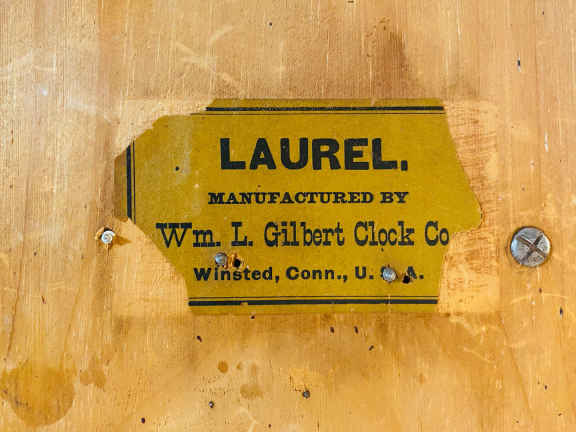 LAUREL,
MANUFACTURED BY
Wm. L. Gilbert Clock Co
Winsted, Conn., U. S. A.